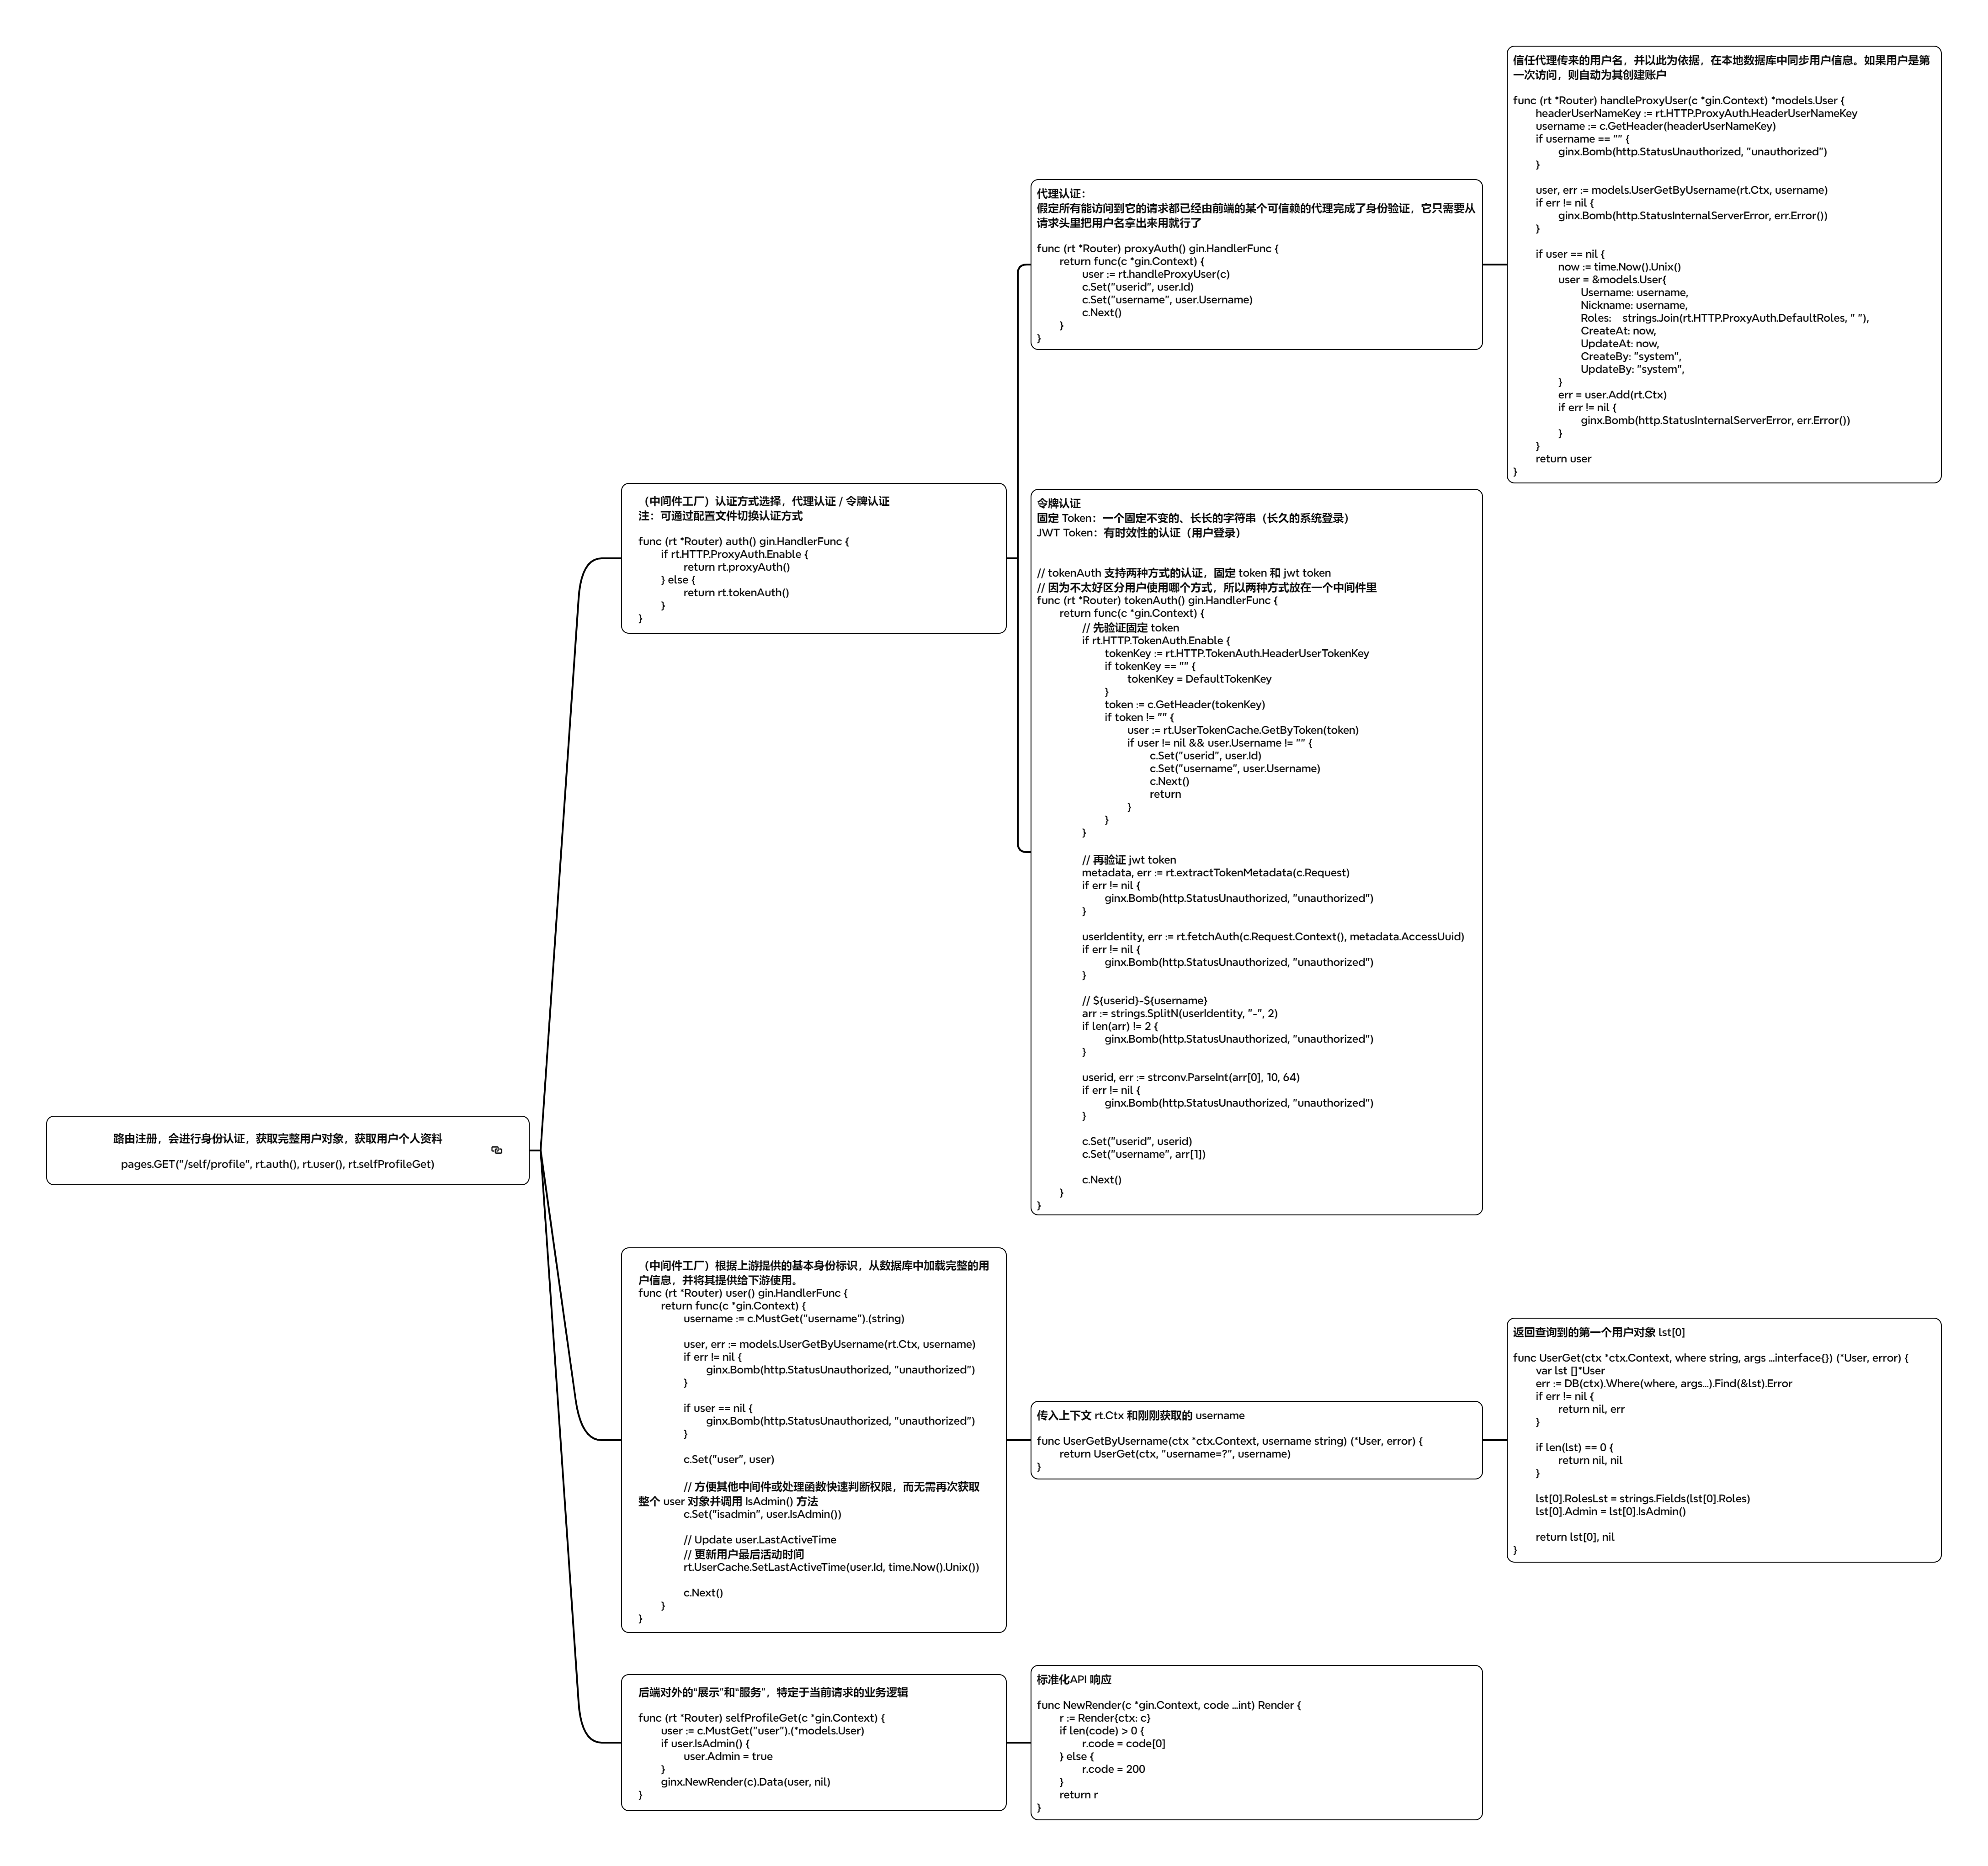 路由注册，会进行身份认证，获取完整用户对象，获取用户个人资料
pages.GET("/self/profile", rt.auth(), rt.user(), rt.selfProfileGet)
（中间件工厂）认证方式选择，代理认证 / 令牌认证
注：可通过配置文件切换认证方式
func (rt *Router) auth() gin.HandlerFunc {
if rt.HTTP.ProxyAuth.Enable {
return rt.proxyAuth()
} else {
return rt.tokenAuth()
}
}
代理认证：
假定所有能访问到它的请求都已经由前端的某个可信赖的代理完成了身份验证，它只需要从
请求头里把用户名拿出来用就行了
func (rt *Router) proxyAuth() gin.HandlerFunc {
return func(c *gin.Context) {
user := rt.handleProxyUser(c)
c.Set("userid", user.Id)
c.Set("username", user.Username)
c.Next()
}
}
信任代理传来的用户名，并以此为依据，在本地数据库中同步用户信息。如果用户是第
一次访问，则自动为其创建账户
func (rt *Router) handleProxyUser(c *gin.Context) *models.User {
headerUserNameKey := rt.HTTP.ProxyAuth.HeaderUserNameKey
username := c.GetHeader(headerUserNameKey)
if username == "" {
ginx.Bomb(http.StatusUnauthorized, "unauthorized")
}
user, err := models.UserGetByUsername(rt.Ctx, username)
if err != nil {
ginx.Bomb(http.StatusInternalServerError, err.Error())
}
if user == nil {
now := time.Now().Unix()
user = &models.User{
Username: username,
Nickname: username,
Roles:    strings.Join(rt.HTTP.ProxyAuth.DefaultRoles, " "),
CreateAt: now,
UpdateAt: now,
CreateBy: "system",
UpdateBy: "system",
}
err = user.Add(rt.Ctx)
if err != nil {
ginx.Bomb(http.StatusInternalServerError, err.Error())
}
}
return user
}
令牌认证
固定 Token：一个固定不变的、长长的字符串（长久的系统登录）
JWT Token：有时效性的认证（用户登录）
// tokenAuth 支持两种方式的认证，固定 token 和 jwt token
// 因为不太好区分用户使用哪个方式，所以两种方式放在一个中间件里
func (rt *Router) tokenAuth() gin.HandlerFunc {
return func(c *gin.Context) {
// 先验证固定 token
if rt.HTTP.TokenAuth.Enable {
tokenKey := rt.HTTP.TokenAuth.HeaderUserTokenKey
if tokenKey == "" {
tokenKey = DefaultTokenKey
}
token := c.GetHeader(tokenKey)
if token != "" {
user := rt.UserTokenCache.GetByToken(token)
if user != nil && user.Username != "" {
c.Set("userid", user.Id)
c.Set("username", user.Username)
c.Next()
return
}
}
}
// 再验证 jwt token
metadata, err := rt.extractTokenMetadata(c.Request)
if err != nil {
ginx.Bomb(http.StatusUnauthorized, "unauthorized")
}
userIdentity, err := rt.fetchAuth(c.Request.Context(), metadata.AccessUuid)
if err != nil {
ginx.Bomb(http.StatusUnauthorized, "unauthorized")
}
// ${userid}-${username}
arr := strings.SplitN(userIdentity, "-", 2)
if len(arr) != 2 {
ginx.Bomb(http.StatusUnauthorized, "unauthorized")
}
userid, err := strconv.ParseInt(arr[0], 10, 64)
if err != nil {
ginx.Bomb(http.StatusUnauthorized, "unauthorized")
}
c.Set("userid", userid)
c.Set("username", arr[1])
c.Next()
}
}
（中间件工厂）根据上游提供的基本身份标识，从数据库中加载完整的用
户信息，并将其提供给下游使用。
func (rt *Router) user() gin.HandlerFunc {
return func(c *gin.Context) {
username := c.MustGet("username").(string)
user, err := models.UserGetByUsername(rt.Ctx, username)
if err != nil {
ginx.Bomb(http.StatusUnauthorized, "unauthorized")
}
if user == nil {
ginx.Bomb(http.StatusUnauthorized, "unauthorized")
}
c.Set("user", user)
// 方便其他中间件或处理函数快速判断权限，而无需再次获取
整个 user 对象并调用 IsAdmin() 方法
c.Set("isadmin", user.IsAdmin())
// Update user.LastActiveTime
// 更新用户最后活动时间
rt.UserCache.SetLastActiveTime(user.Id, time.Now().Unix())
c.Next()
}
}
传入上下文 rt.Ctx 和刚刚获取的 username
func UserGetByUsername(ctx *ctx.Context, username string) (*User, error) {
return UserGet(ctx, "username=?", username)
}
返回查询到的第一个用户对象 lst[0]
func UserGet(ctx *ctx.Context, where string, args ...interface{}) (*User, error) {
var lst []*User
err := DB(ctx).Where(where, args...).Find(&lst).Error
if err != nil {
return nil, err
}
if len(lst) == 0 {
return nil, nil
}
lst[0].RolesLst = strings.Fields(lst[0].Roles)
lst[0].Admin = lst[0].IsAdmin()
return lst[0], nil
}
后端对外的“展示”和“服务”，特定于当前请求的业务逻辑
func (rt *Router) selfProfileGet(c *gin.Context) {
user := c.MustGet("user").(*models.User)
if user.IsAdmin() {
user.Admin = true
}
ginx.NewRender(c).Data(user, nil)
}
标准化API 响应
func NewRender(c *gin.Context, code ...int) Render {
r := Render{ctx: c}
if len(code) > 0 {
r.code = code[0]
} else {
r.code = 200
}
return r
}